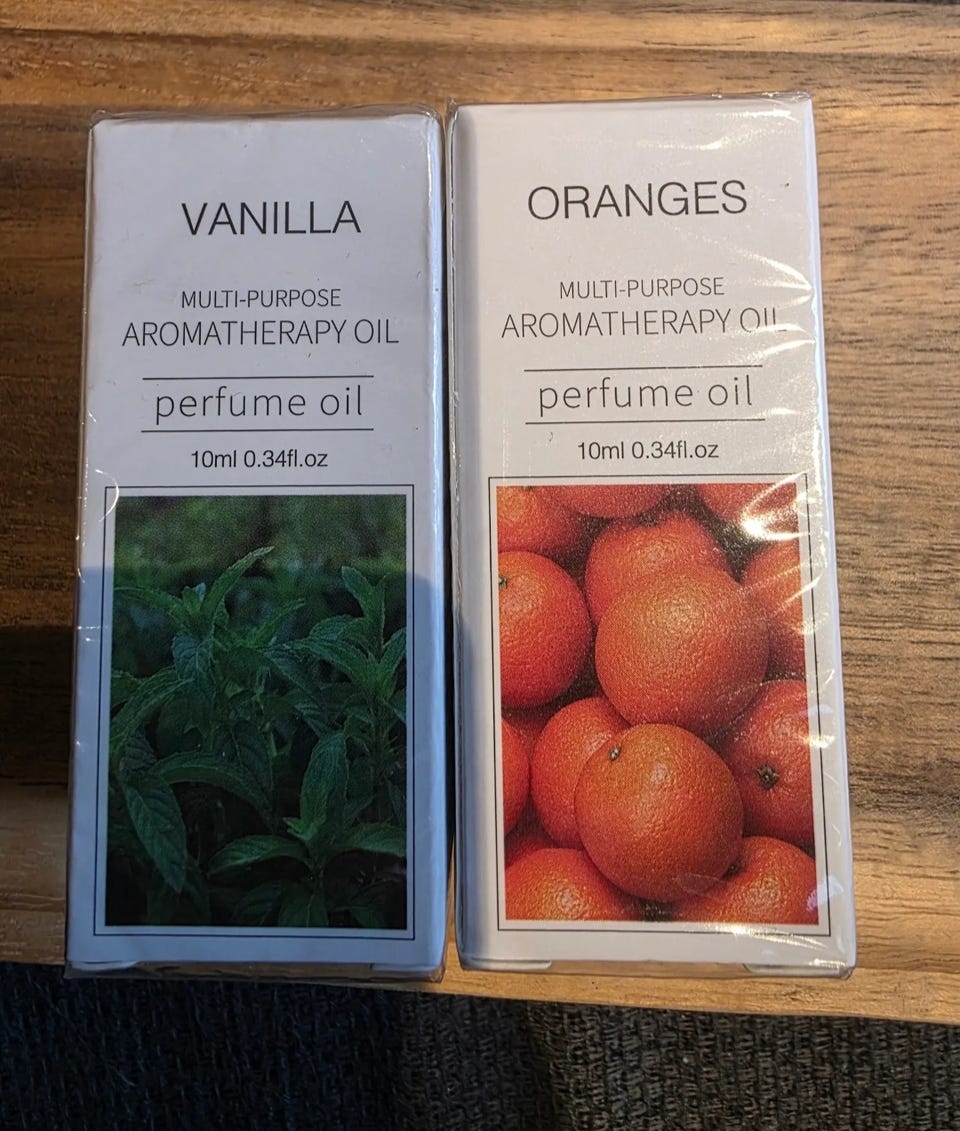 VANILLA
MULTI-PURPOSE
AROMATHERAPY OIL
perfume oil
10ml 0.34fl.oz
ORANGES
MULTI-PURPOSE
AROMATHERAPY OIL
perfume oil
10ml 0.34fl.oz